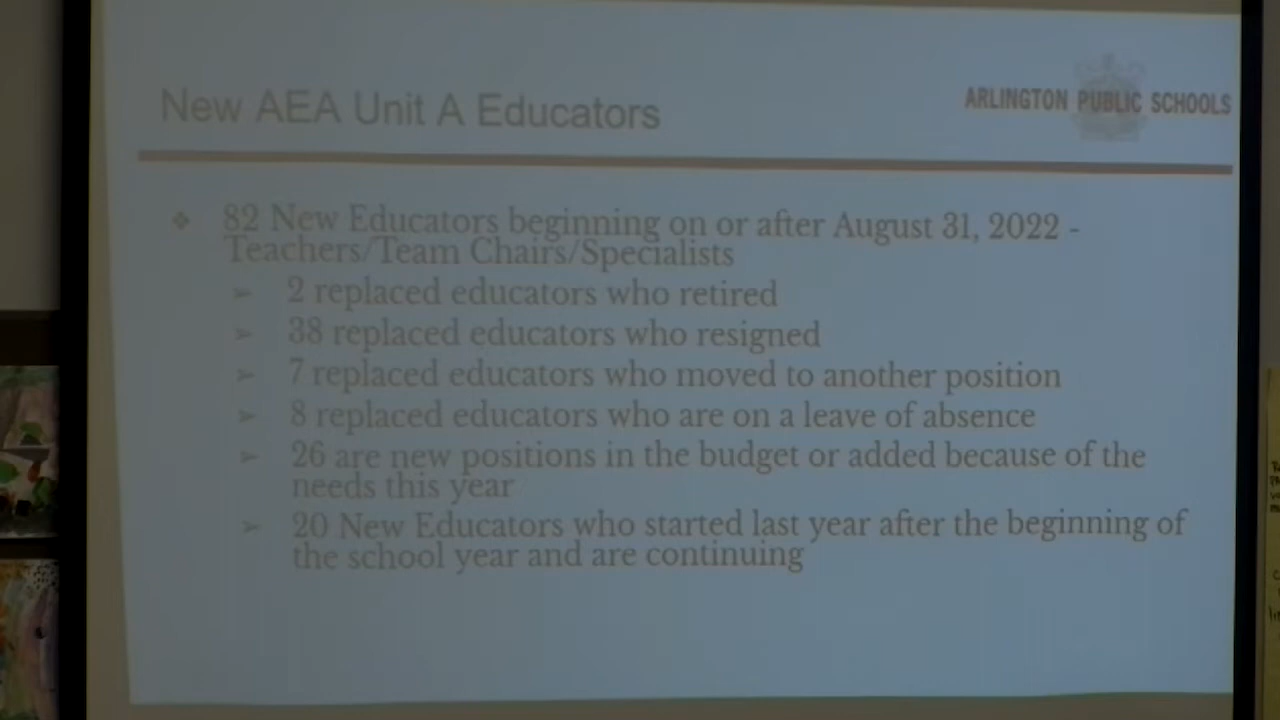 New AEA Unit A Educators
ARLINGTON PUBLIC SCHOOLS
❖ 82 New Educators beginning on or after August 31, 2022 -
Teachers/Team Chairs/Specialists
➢ 2 replaced educators who retired
➢ 38 replaced educators who resigned
➢ 7 replaced educators who moved to another position
➢ 8 replaced educators who are on a leave of absence
➢ 26 are new positions in the budget or added because of the
needs this year
➢ 20 New Educators who started last year after the beginning of
the school year and are continuing